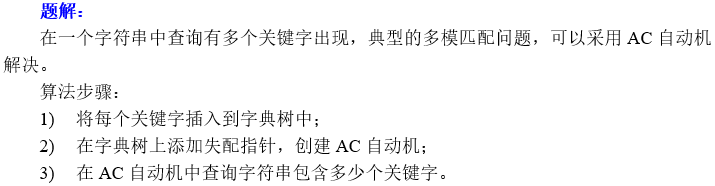 题解：
在一个字符串中查询有多个关键字出现，典型的多模匹配问题，可以采用 AC 自动机
解决。
算法步骤：
1) 将每个关键字插入到字典树中；
2) 在字典树上添加失配指针，创建 AC 自动机；
3) 在 AC 自动机中查询字符串包含多少个关键字。